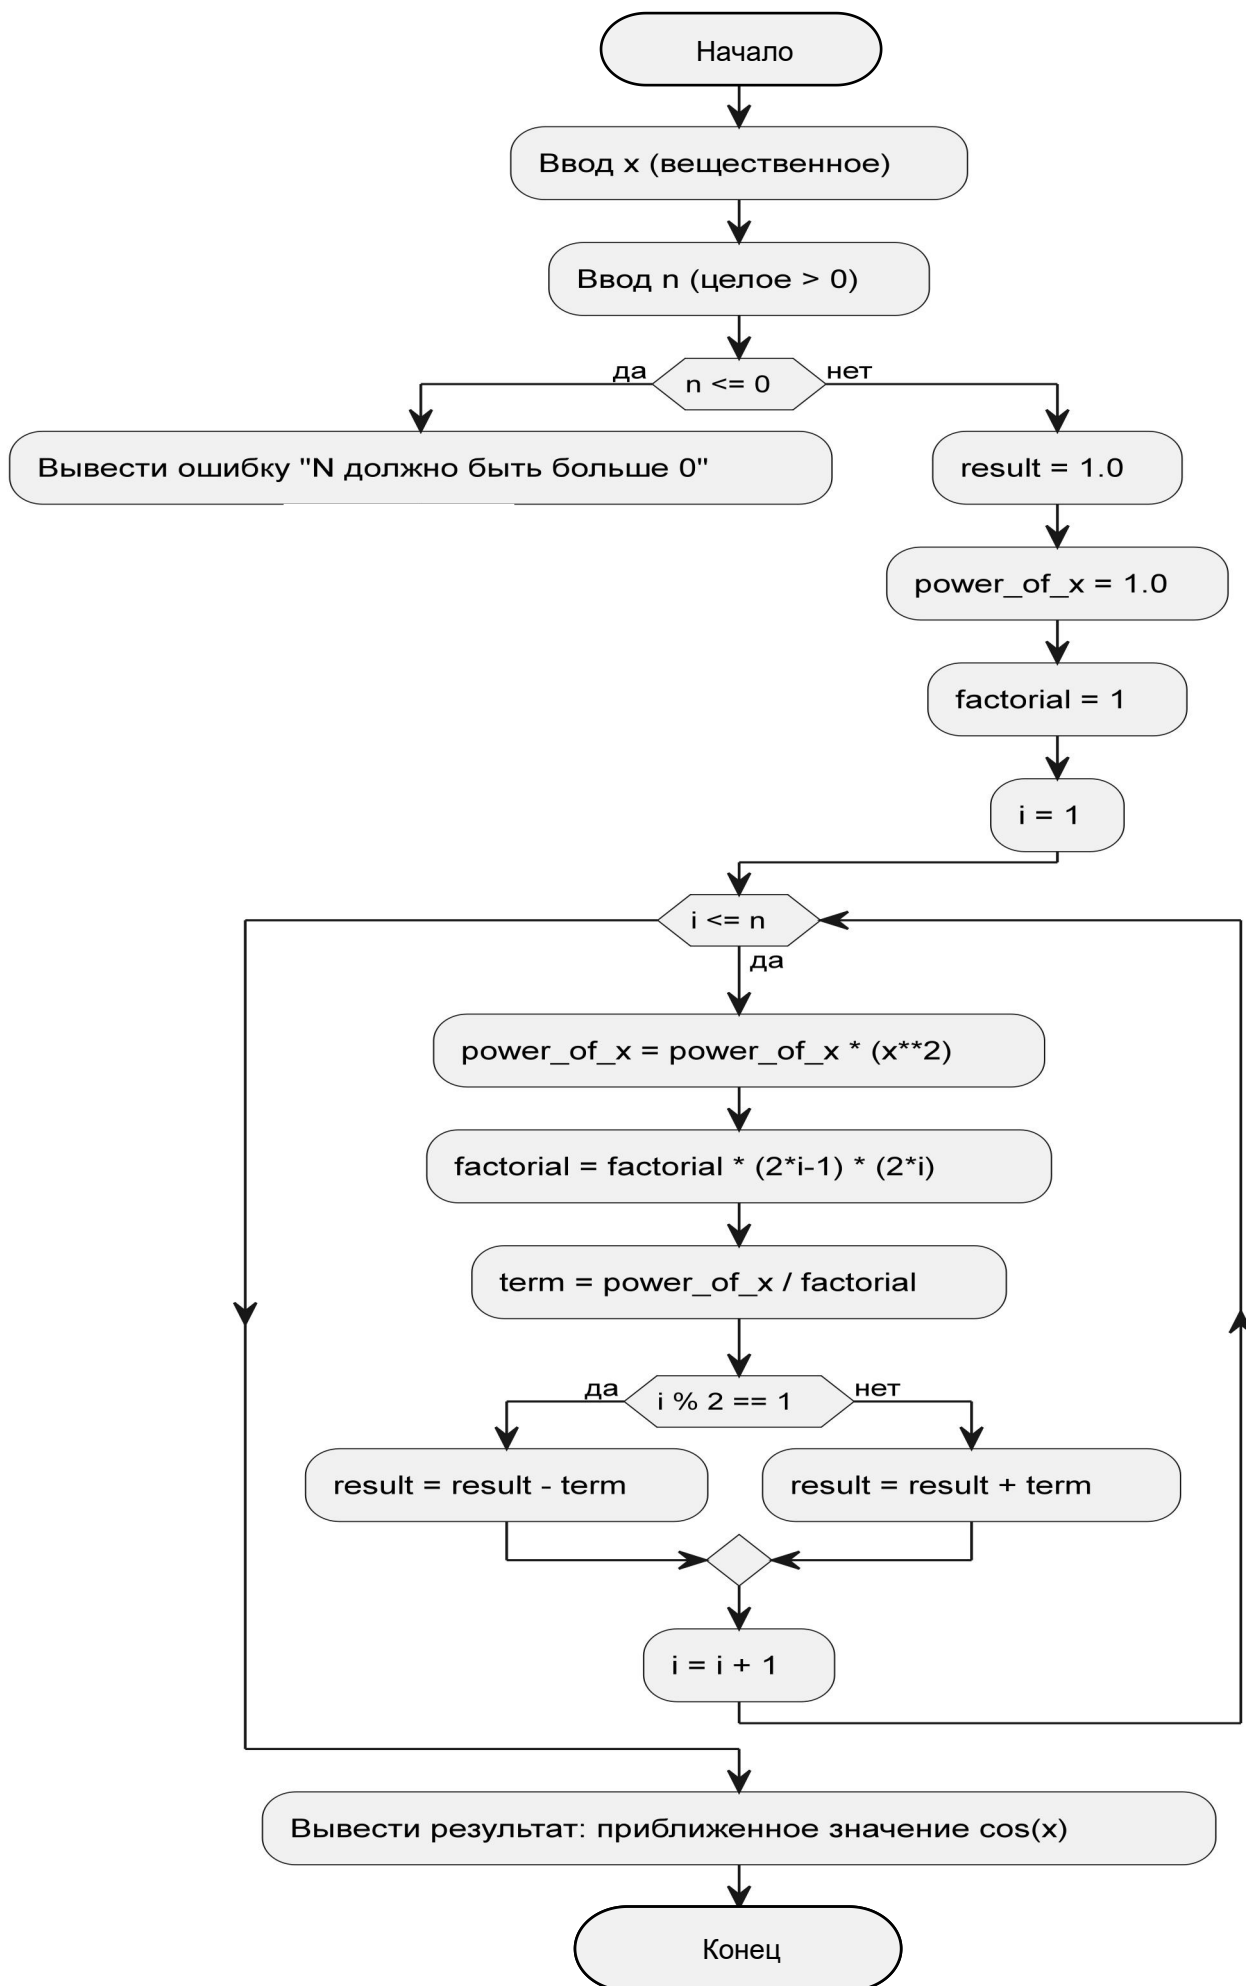 Начало
Ввод x (вещественное)
Ввод n (целое > 0)
да
n <= 0
нет
Вывести ошибку "N должно быть больше 0"
result = 1.0
power_of_x = 1.0
factorial = 1
i = 1
i <= n
да
power_of_x = power_of_x * (x**2)
factorial = factorial * (2*i-1) * (2*i)
term = power_of_x / factorial
да
i % 2 == 1
нет
result = result - term
result = result + term
i = i + 1
Вывести результат: приближенное значение cos(x)
Конец